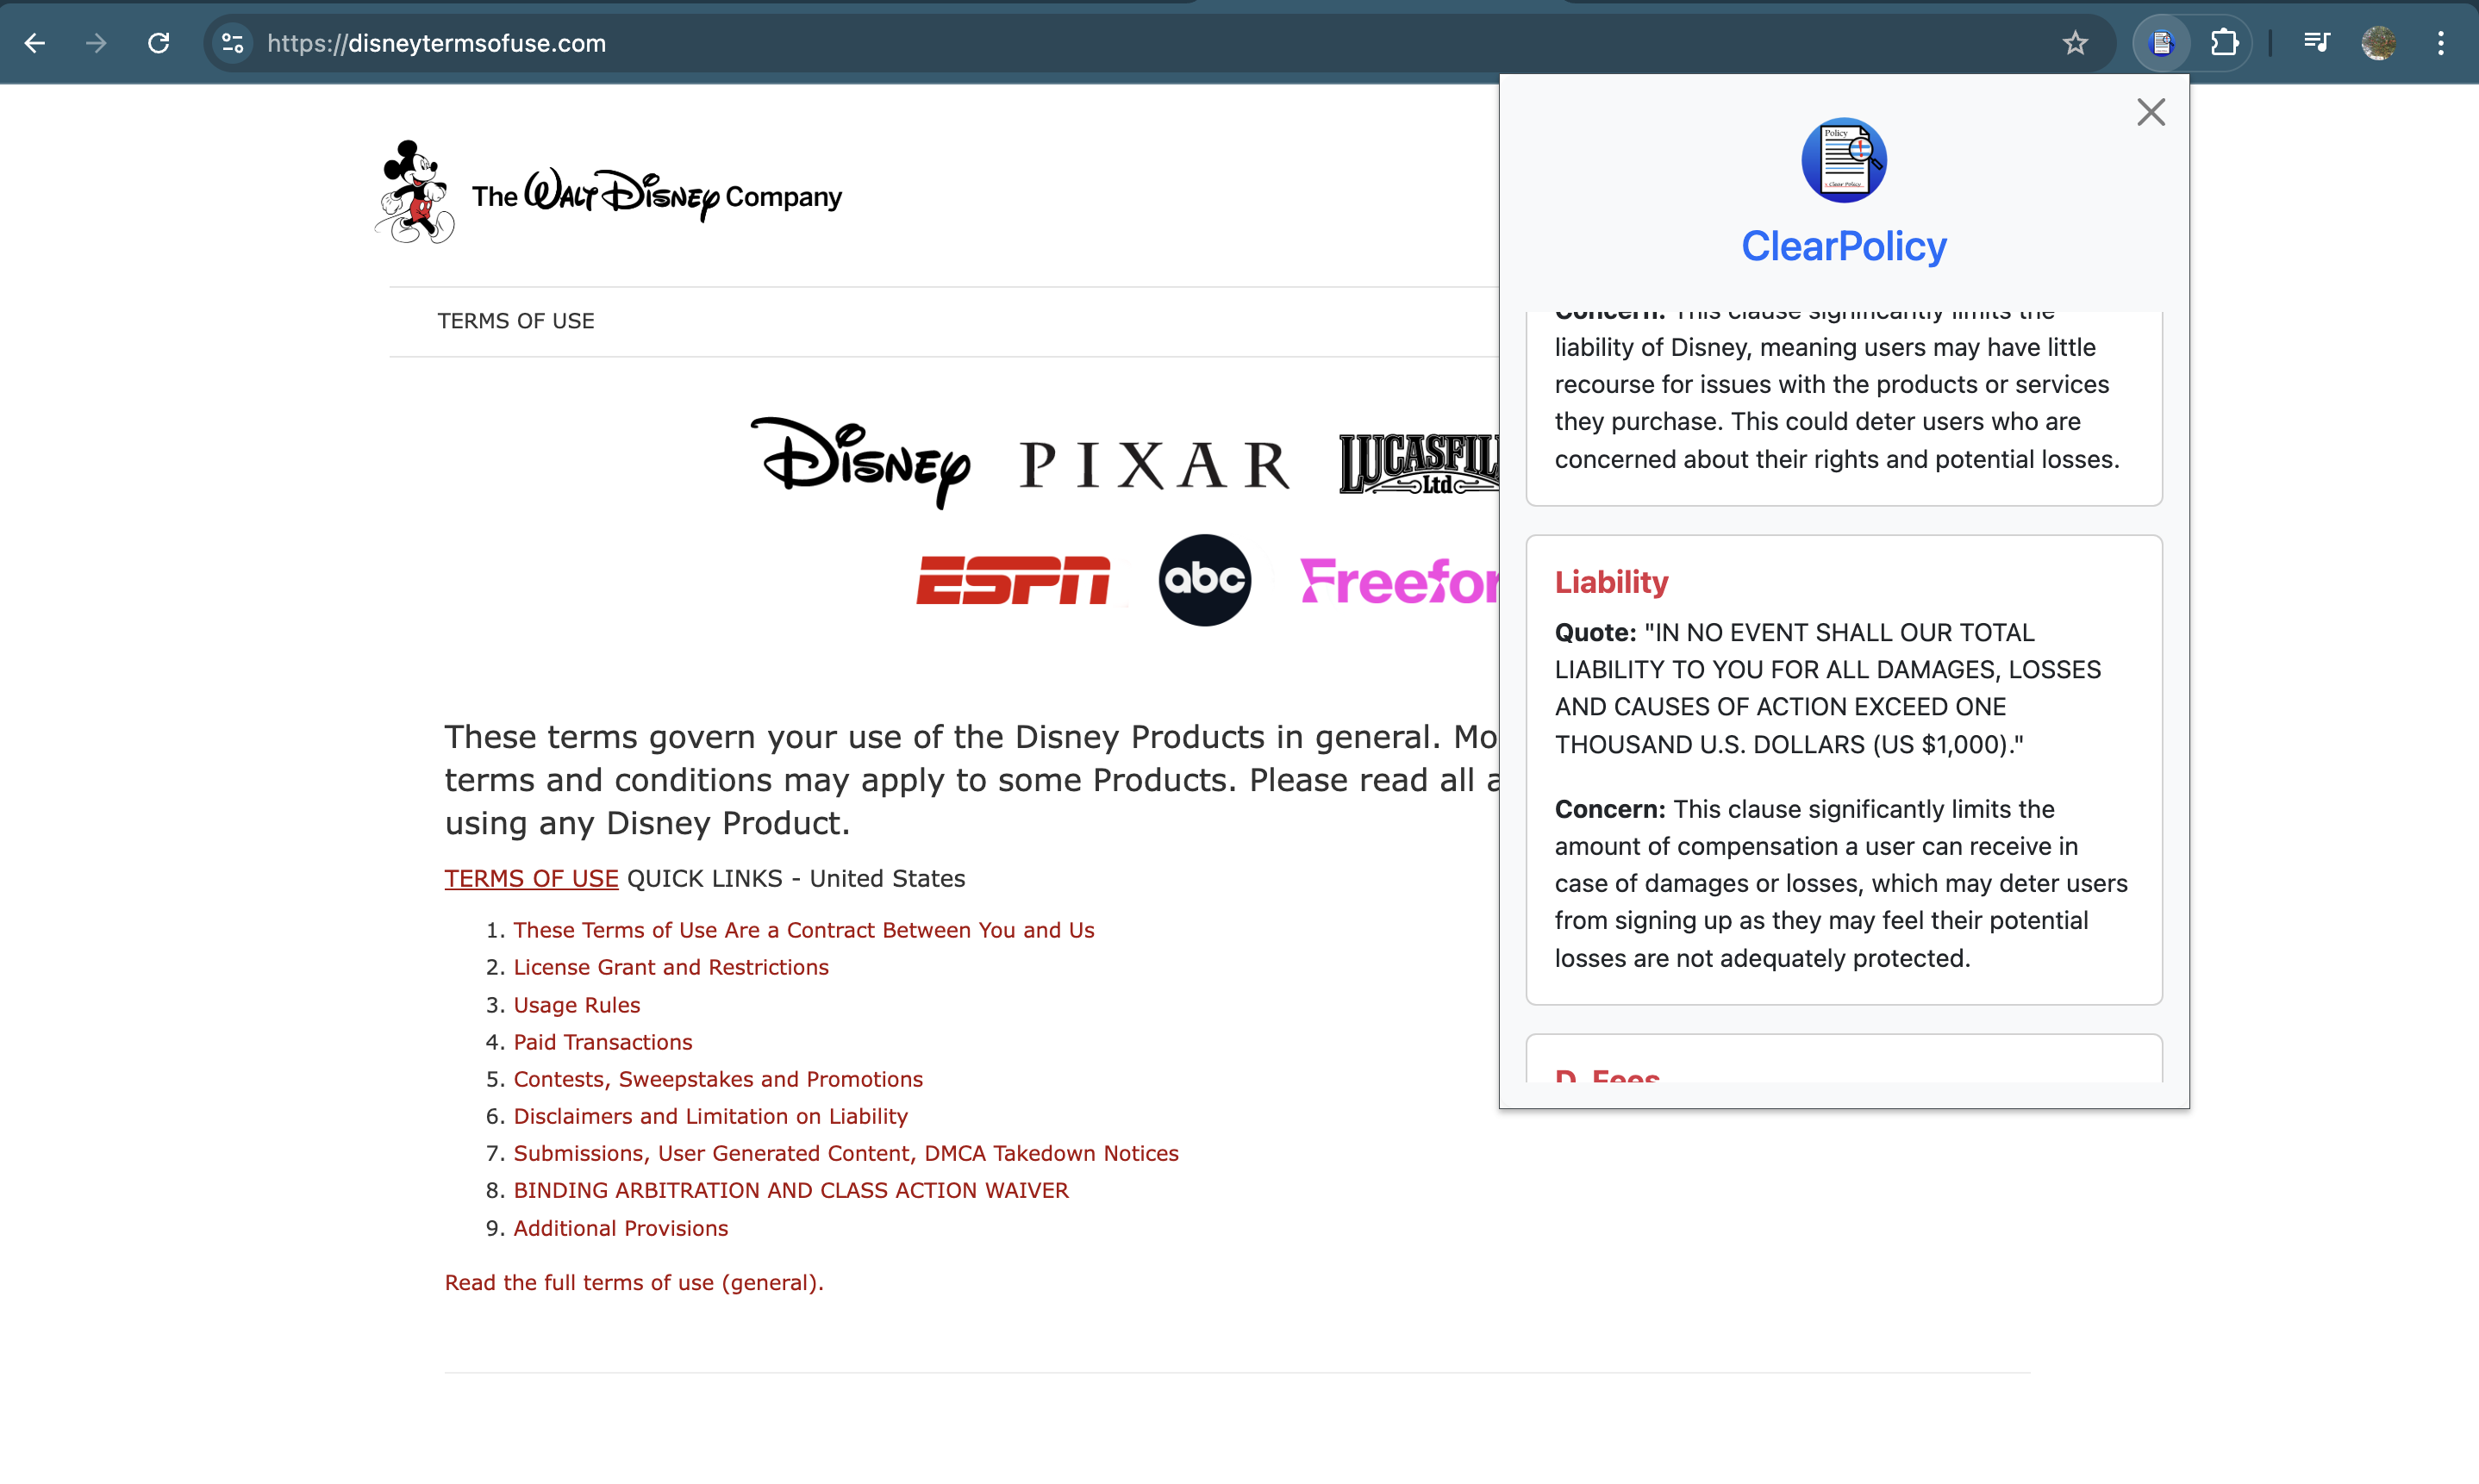 https://disneytermsofuse.com
The Walt Disney Company
TERMS OF USE
Disney PIXAR LUCASFIL
Ltd
ESPN abc Freefor
These terms govern your use of the Disney Products in general. Mo
terms and conditions may apply to some Products. Please read all a
using any Disney Product.
TERMS OF USE QUICK LINKS - United States
1. These Terms of Use Are a Contract Between You and Us
2. License Grant and Restrictions
3. Usage Rules
4. Paid Transactions
5. Contests, Sweepstakes and Promotions
6. Disclaimers and Limitation on Liability
7. Submissions, User Generated Content, DMCA Takedown Notices
8. BINDING ARBITRATION AND CLASS ACTION WAIVER
9. Additional Provisions
Read the full terms of use (general).
Policy
Clear Policy
ClearPolicy
Concern: This clause significantly limits the
liability of Disney, meaning users may have little
recourse for issues with the products or services
they purchase. This could deter users who are
concerned about their rights and potential losses.
Liability
Quote: "IN NO EVENT SHALL OUR TOTAL
LIABILITY TO YOU FOR ALL DAMAGES, LOSSES
AND CAUSES OF ACTION EXCEED ONE
THOUSAND U.S. DOLLARS (US $1,000)."
Concern: This clause significantly limits the
amount of compensation a user can receive in
case of damages or losses, which may deter users
from signing up as they may feel their potential
losses are not adequately protected.
D. Fees